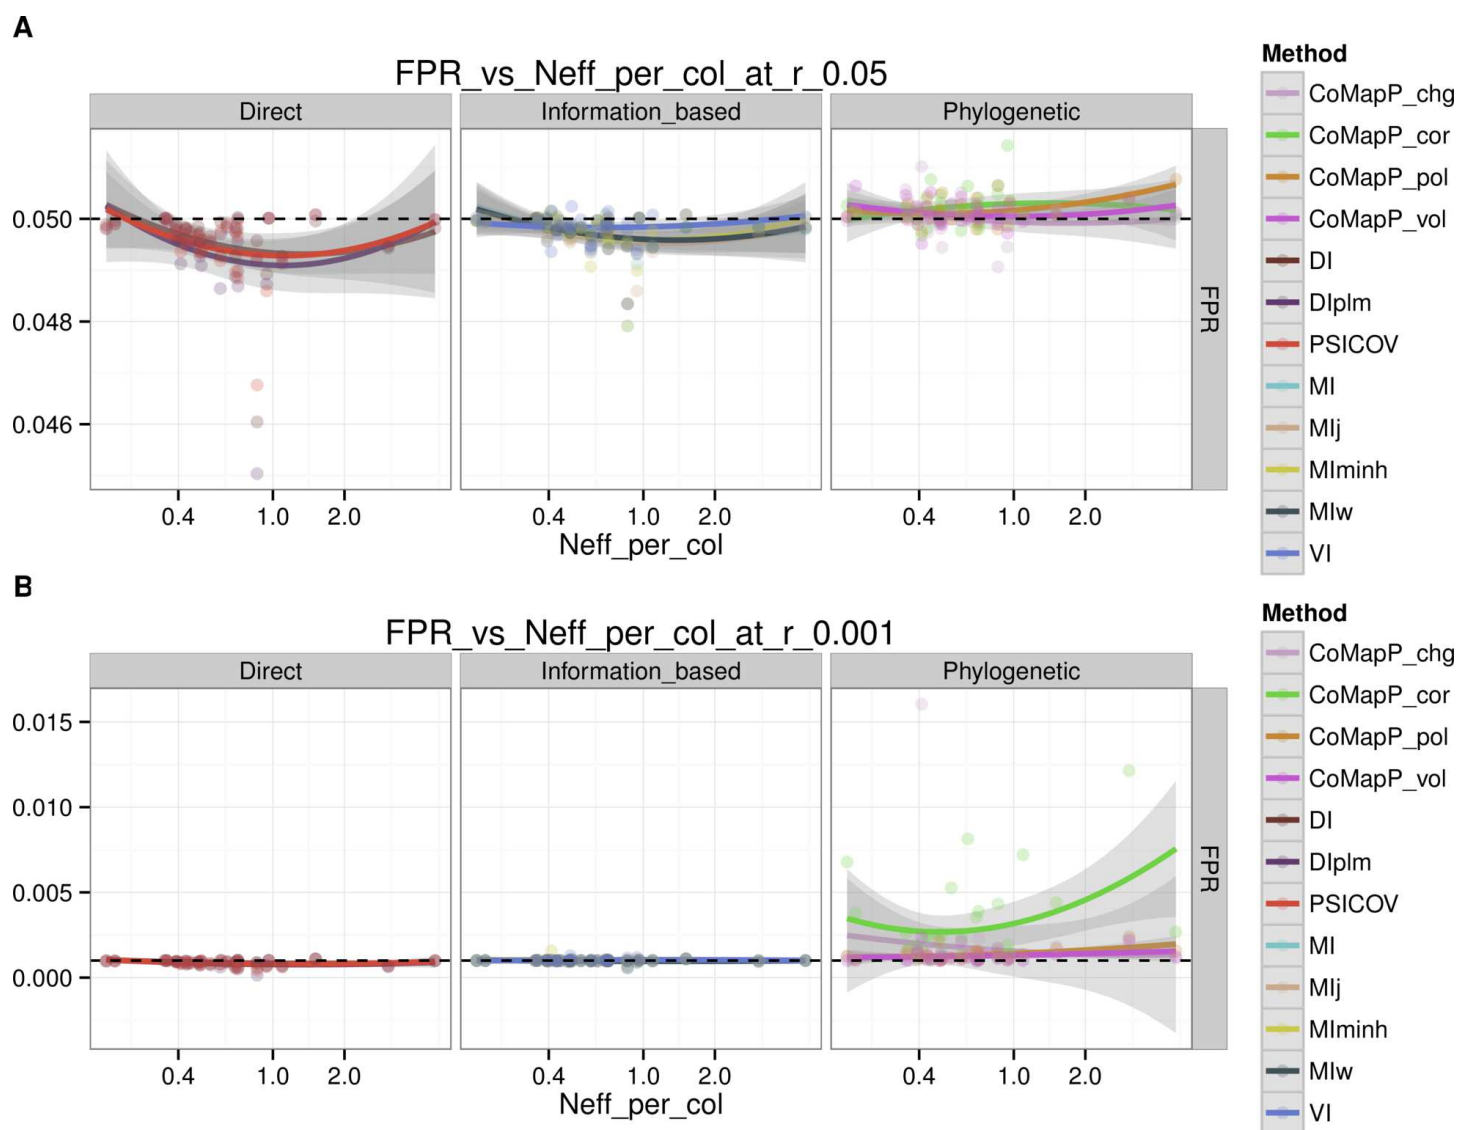 A
FPR_vs_Neff_per_col_at_r_0.05
Direct
Information_based
Phylogenetic
0.050
0.048
0.046
FPR
0.4 1.0 2.0
0.4 1.0 2.0
0.4 1.0 2.0
Neff_per_col
Method
CoMapP_chg
CoMapP_cor
CoMapP_pol
CoMapP_vol
DI
DIplm
PSICOV
MI
MIj
MIminh
MIw
VI
B
FPR_vs_Neff_per_col_at_r_0.001
Direct
Information_based
Phylogenetic
0.015
0.010
0.005
0.000
FPR
0.4 1.0 2.0
0.4 1.0 2.0
0.4 1.0 2.0
Neff_per_col
Method
CoMapP_chg
CoMapP_cor
CoMapP_pol
CoMapP_vol
DI
DIplm
PSICOV
MI
MIj
MIminh
MIw
VI